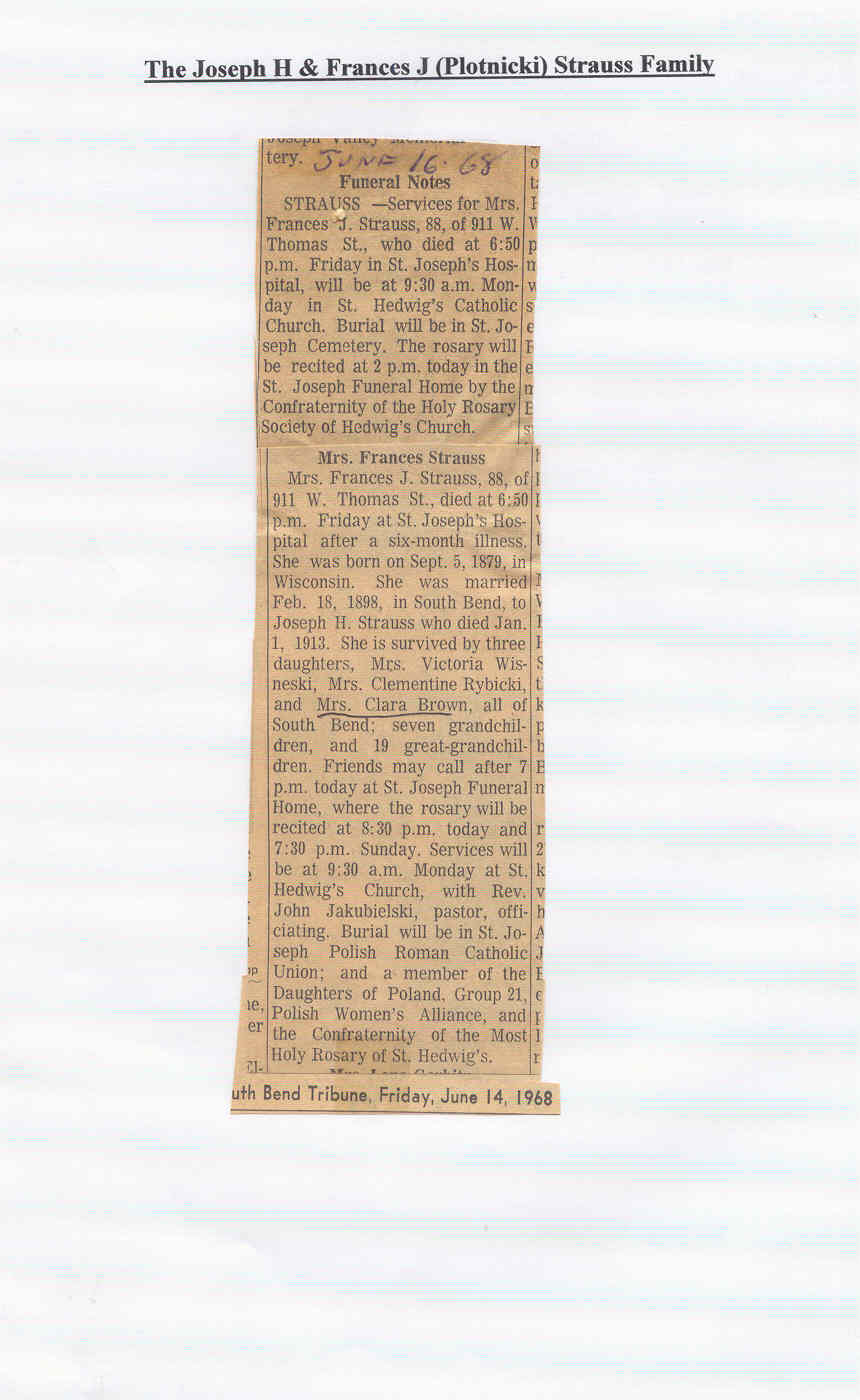 The Joseph H & Frances J (Plotnicki) Strauss Family
Joseph Valley Memorial
tery. JUNE 16. 68
Funeral Notes
STRAUSS —Services for Mrs.
Frances J. Strauss, 88, of 911 W.
Thomas St., who died at 6:50
p.m. Friday in St. Joseph's Hos-
pital, will be at 9:30 a.m. Mon-
day in St. Hedwig's Catholic
Church. Burial will be in St. Jo-
seph Cemetery. The rosary will
be recited at 2 p.m. today in the
St. Joseph Funeral Home by the
Confraternity of the Holy Rosary
Society of Hedwig's Church.
Mrs. Frances Strauss
Mrs. Frances J. Strauss, 88, of
911 W. Thomas St., died at 6:50
p.m. Friday at St. Joseph's Hos-
pital after a six-month illness.
She was born on Sept. 5, 1879, in
Wisconsin. She was married
Feb. 18, 1898, in South Bend, to
Joseph H. Strauss who died Jan.
1, 1913. She is survived by three
daughters, Mrs. Victoria Wis-
neski, Mrs. Clementine Rybicki,
and Mrs. Clara Brown, all of
South Bend; seven grandchil-
dren, and 19 great-grandchil-
dren. Friends may call after 7
p.m. today at St. Joseph Funeral
Home, where the rosary will be
recited at 8:30 p.m. today and
7:30 p.m. Sunday. Services will
be at 9:30 a.m. Monday at St.
Hedwig's Church, with Rev.
John Jakubielski, pastor, offi-
ciating. Burial will be in St. Jo-
seph Polish Roman Catholic
Union; and a member of the
Daughters of Poland, Group 21,
Polish Women's Alliance, and
the Confraternity of the Most
Holy Rosary of St. Hedwig's.
uth Bend Tribune, Friday, June 14, 1968